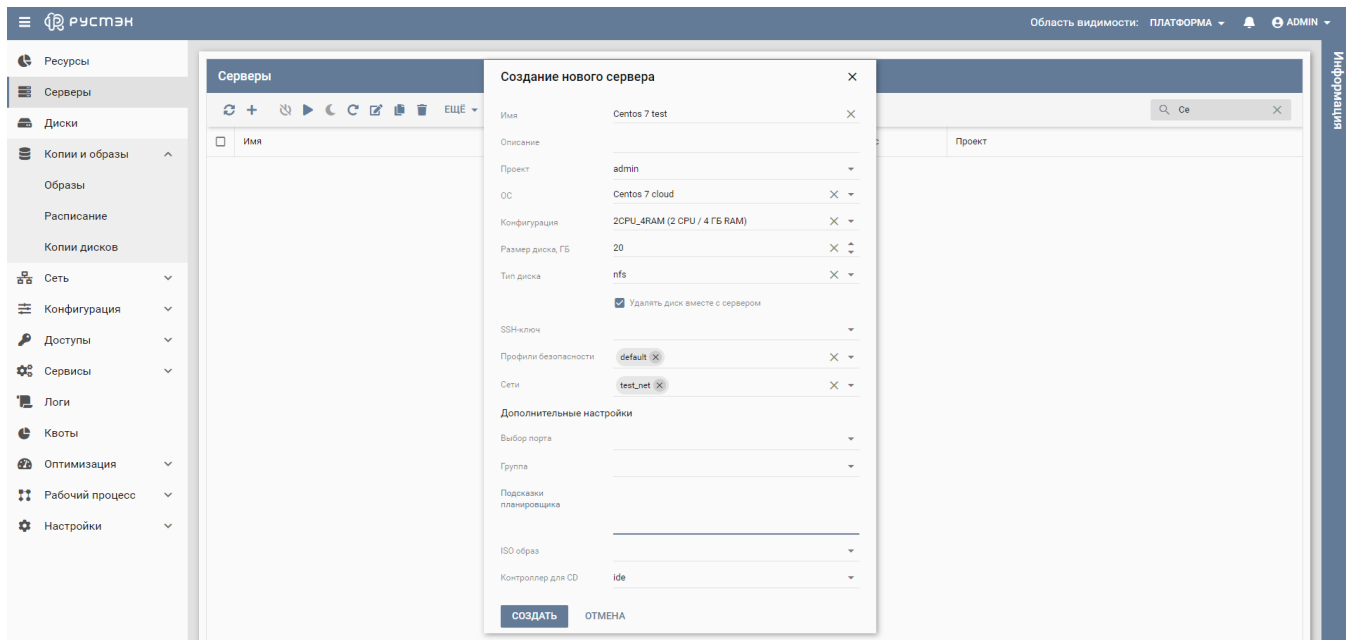 РУСТЭК
Область видимости: ПЛАТФОРМА
ADMIN
Ресурсы
Серверы
Диски
Копии и образы
Образы
Расписание
Копии дисков
Сеть
Конфигурация
Доступы
Сервисы
Логи
Квоты
Оптимизация
Рабочий процесс
Настройки
Серверы
ЕЩЁ
Се
Имя
Проект
Создание нового сервера
Имя Centos 7 test
Описание
Проект admin
ОС Centos 7 cloud
Конфигурация 2CPU_4RAM (2 CPU / 4 ГБ RAM)
Размер диска, ГБ 20
Тип диска nfs
Удалять диск вместе с сервером
SSH-ключ
Профили безопасности default
Сети test_net
Дополнительные настройки
Выбор порта
Группа
Подсказки
планировщика
ISO образ
Контроллер для CD ide
СОЗДАТЬ ОТМЕНА
Информация